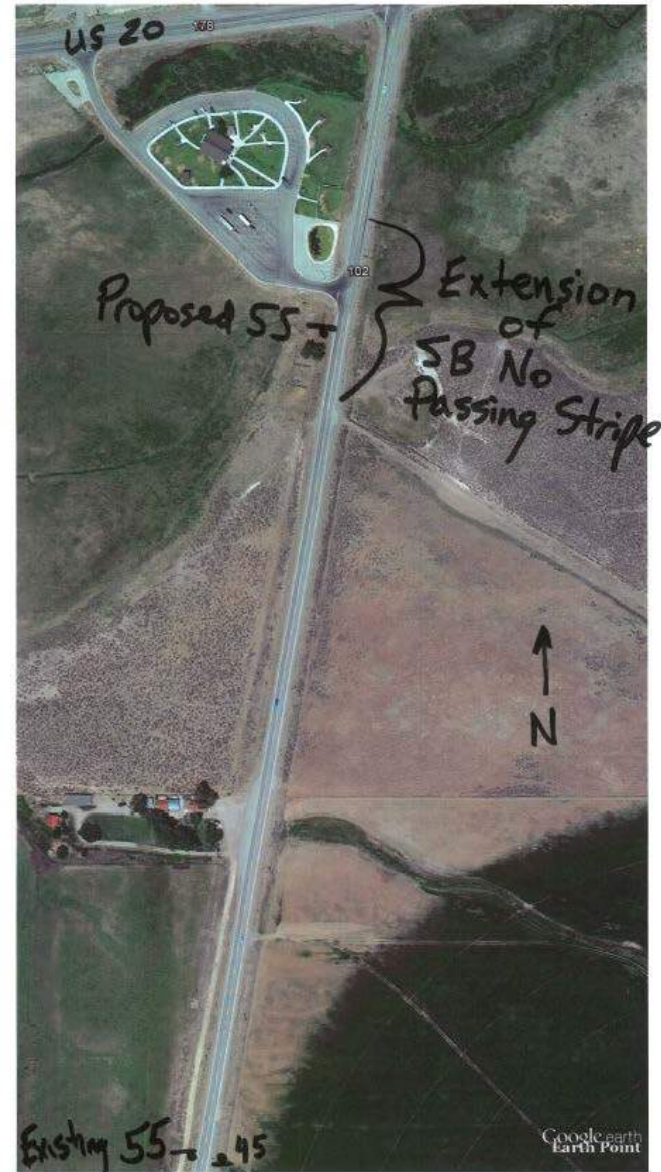 US 20
178
102
Extension
of
SB No
Passing Stripe
Proposed 55
N
Existing 55
45
Google earth
Earth Point